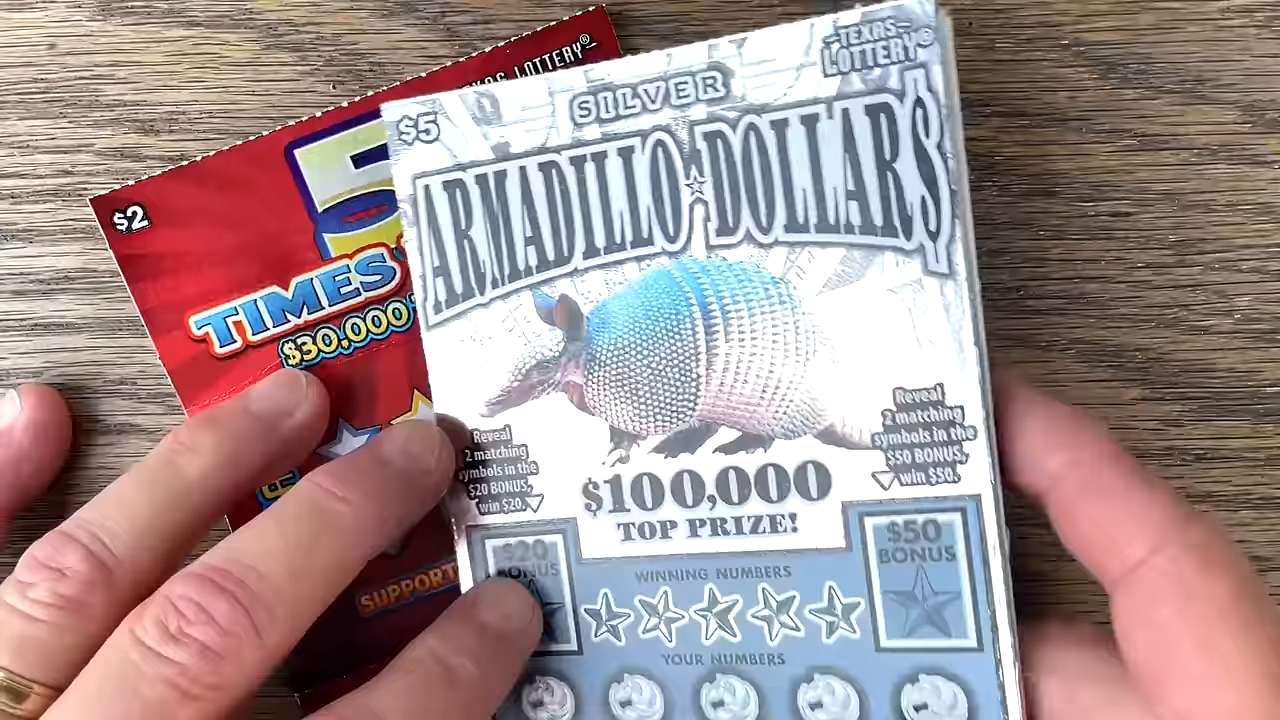 TEXAS LOTTERY®
$2
5
TIMES
$30,000
SUPPORT
TEXAS
LOTTERY®
$5
SILVER
ARMADILLO DOLLAR$
Reveal
2 matching
symbols in the
$20 BONUS,
win $20.
Reveal
2 matching
symbols in the
$50 BONUS,
win $50.
$100,000
TOP PRIZE!
$20
BONUS
$50
BONUS
WINNING NUMBERS
YOUR NUMBERS